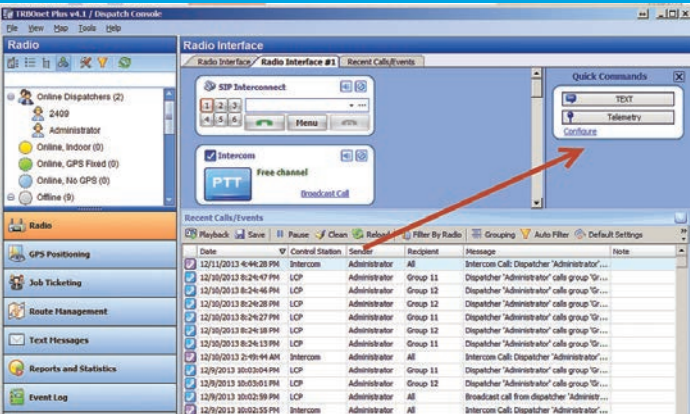 TRBOnet Plus v4.1 / Dispatch Console
File View Map Tools Help
Radio
Online Dispatchers (2)
2409
Administrator
Online, Indoor (0)
Online, GPS Fixed (0)
Online, No GPS (0)
Offline (9)
Radio
GPS Positioning
Job Ticketing
Route Management
Text Messages
Reports and Statistics
Event Log
Radio Interface
Radio Interface Radio Interface #1 Recent Calls/Events
SIP Interconnect
1 2 3
4 5 6 Menu
Intercom
PTT Free channel
Broadcast Call
Quick Commands
TEXT
Telemetry
Configure
Recent Calls/Events
Playback Save Pause Clean Reload Filter By Radio Grouping Auto Filter Default Settings
Date Control Station Sender Recipient Message Note
12/11/2013 4:44:28 PM Intercom Administrator All Intercom Call: Dispatcher 'Administrator'...
12/10/2013 8:24:47 PM LCP Administrator Group 11 Dispatcher 'Administrator' calls group 'Gr...
12/10/2013 8:24:46 PM LCP Administrator Group 12 Dispatcher 'Administrator' calls group 'Gr...
12/10/2013 8:24:28 PM LCP Administrator Group 12 Dispatcher 'Administrator' calls group 'Gr...
12/10/2013 8:24:27 PM LCP Administrator Group 11 Dispatcher 'Administrator' calls group 'Gr...
12/10/2013 8:24:18 PM LCP Administrator Group 12 Dispatcher 'Administrator' calls group 'Gr...
12/10/2013 8:24:13 PM LCP Administrator Group 11 Dispatcher 'Administrator' calls group 'Gr...
12/10/2013 2:49:44 AM Intercom Administrator All Intercom Call: Dispatcher 'Administrator'...
12/9/2013 10:03:04 PM LCP Administrator Group 11 Dispatcher 'Administrator' calls group 'Gr...
12/9/2013 10:03:01 PM LCP Administrator Group 12 Dispatcher 'Administrator' calls group 'Gr...
12/9/2013 10:02:59 PM LCP Administrator All Broadcast call from dispatcher 'Administr...
12/9/2013 10:02:55 PM Intercom Administrator All Intercom Call: Dispatcher 'Administrator'...